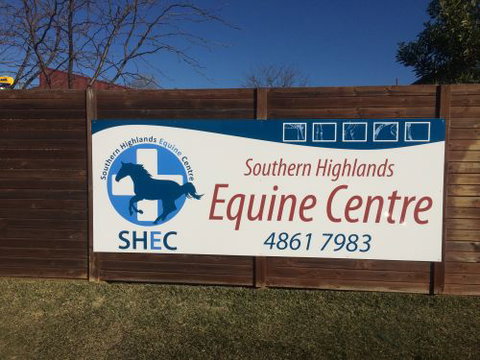 Southern Highlands Equine Centre
SHEC
Southern Highlands
Equine Centre
4861 7983